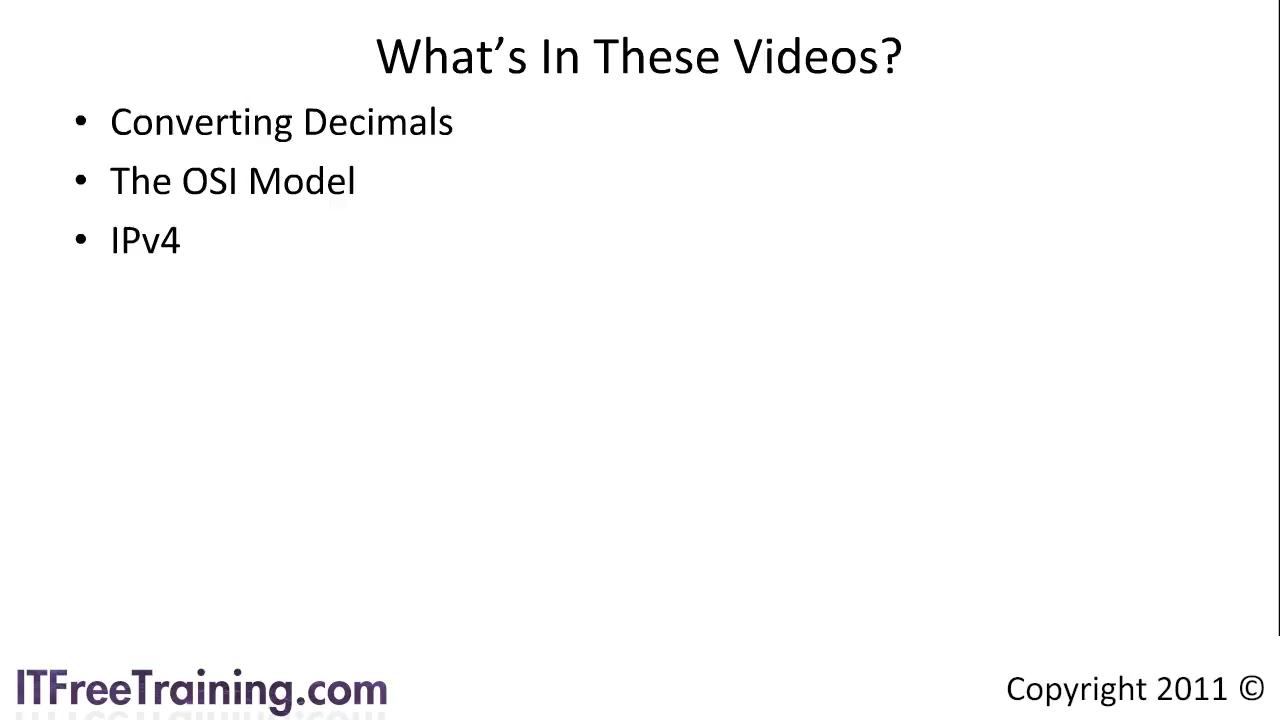 What’s In These Videos?
• Converting Decimals
• The OSI Model
• IPv4
ITFreeTraining.com
Copyright 2011 ©